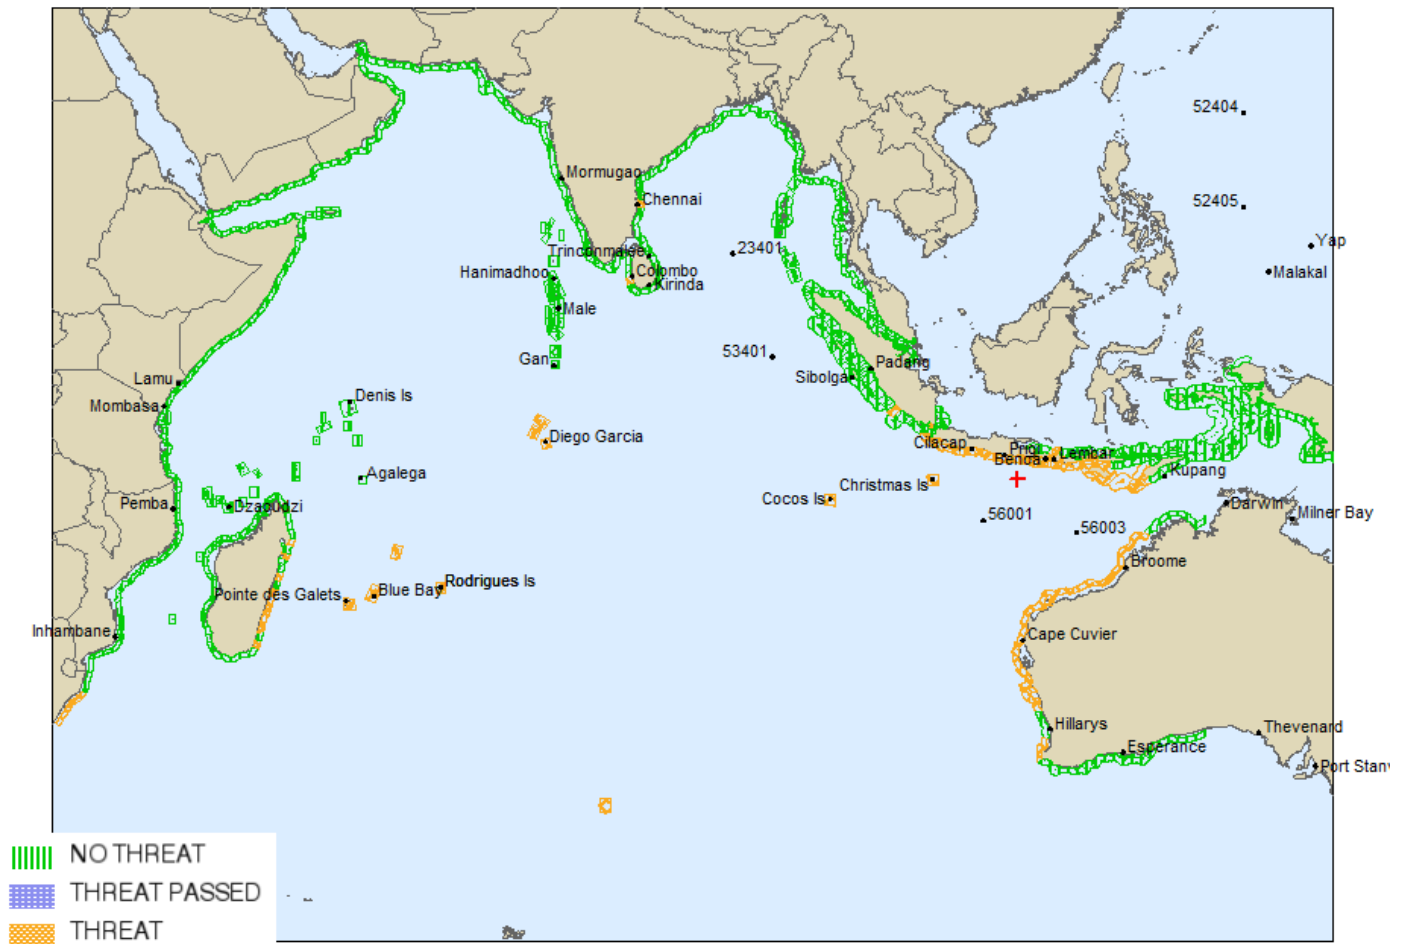 52404
Mormugao
Chennai
52405
Yap
Trinconmalee
23401
Hanimadhoo
Colombo
Malakal
Kirinda
Male
53401
Gan
Padang
Lamu
Sibolga
Denis Is
Mombasa
Diego Garcia
Cilacap
Prigi
Benoa
Lembar
Agalega
Kupang
Christmas Is
Cocos Is
Pemba
Dzaoudzi
Darwin
56001
Milner Bay
56003
Broome
Rodrigues Is
Pointe des Galets
Blue Bay
Inhambane
Cape Cuvier
Hillarys
Thevenard
Esperance
Port Stanv
NO THREAT
THREAT PASSED
THREAT